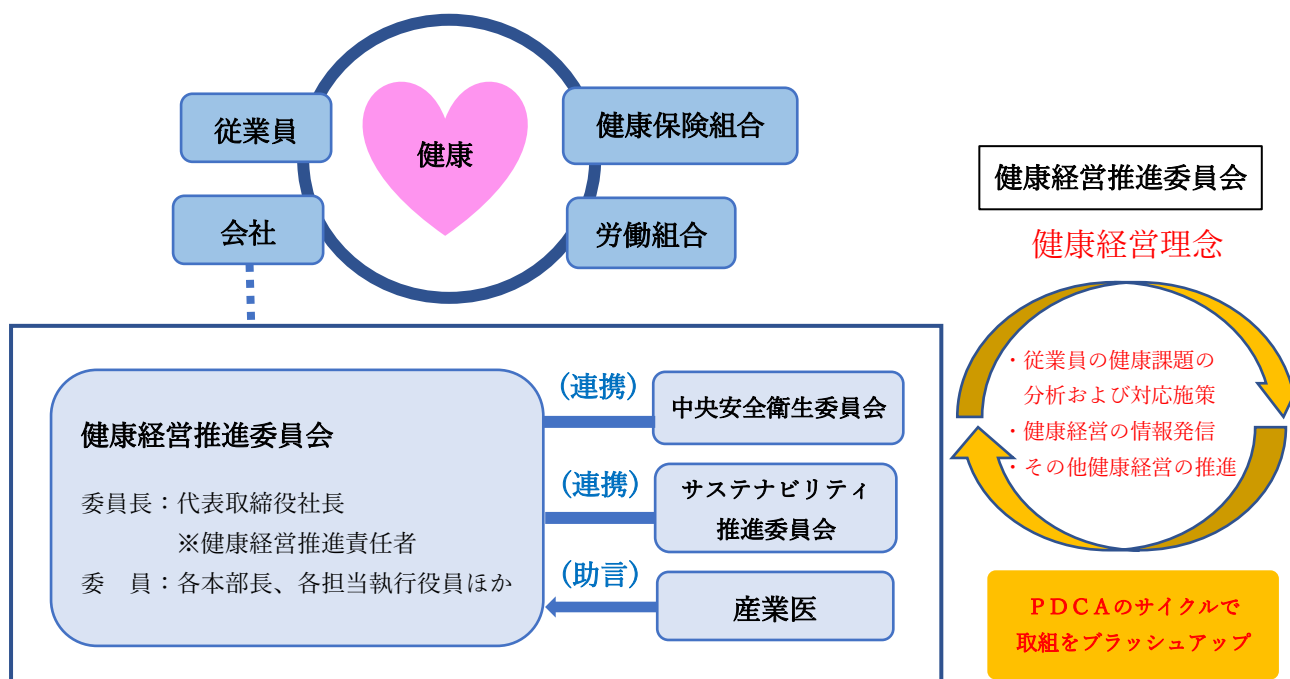 従業員
健康
健康保険組合
会社
労働組合
健康経営推進委員会
委員長：代表取締役社長
※健康経営推進責任者
委　員：各本部長、各担当執行役員ほか
(連携)
中央安全衛生委員会
(連携)
サステナビリティ
推進委員会
(助言)
産業医
健康経営推進委員会
健康経営理念
・従業員の健康課題の
分析および対応施策
・健康経営の情報発信
・その他健康経営の推進
ＰＤＣＡのサイクルで
取組をブラッシュアップ